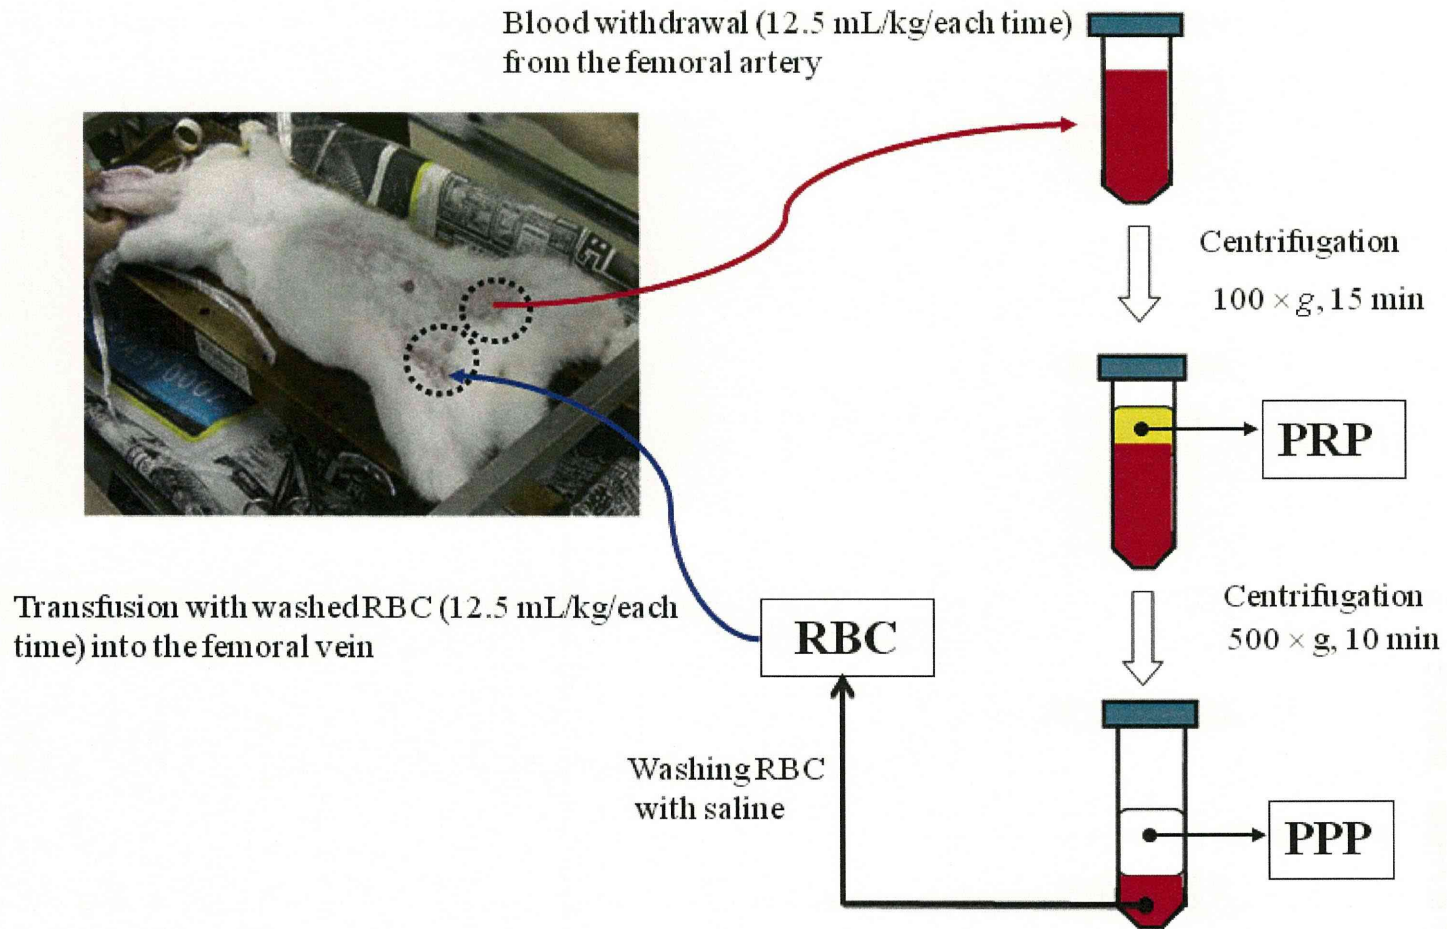 Blood withdrawal (12.5 mL/kg/each time)
from the femoral artery
Centrifugation
100 × g, 15 min
PRP
Centrifugation
500 × g, 10 min
Transfusion with washed RBC (12.5 mL/kg/each
time) into the femoral vein
RBC
Washing RBC
with saline
PPP